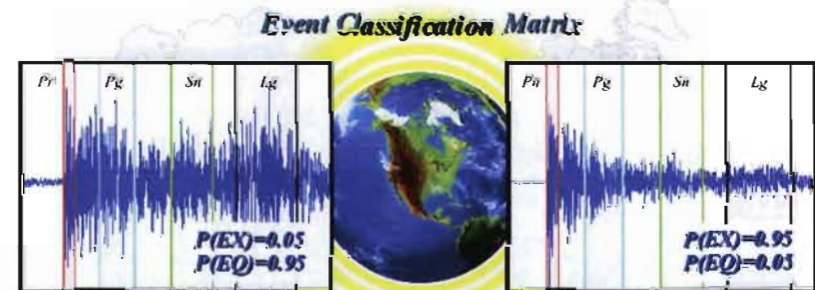 Event Classification Matrix
Pn Pg Sn Lg
P(EX)=0.05
P(EQ)=0.95
Pn Pg Sn Lg
P(EX)=0.95
P(EQ)=0.05